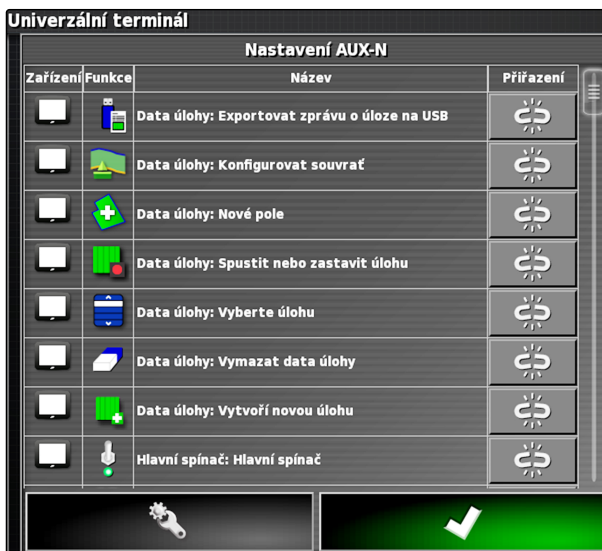 Univerzální terminál
Nastavení AUX-N
Zařízení Funkce Název Přiřazení
Data úlohy: Exportovat zprávu o úloze na USB
Data úlohy: Konfigurovat souvrať
Data úlohy: Nové pole
Data úlohy: Spustit nebo zastavit úlohu
Data úlohy: Vyberte úlohu
Data úlohy: Vymazat data úlohy
Data úlohy: Vytvoří novou úlohu
Hlavní spínač: Hlavní spínač